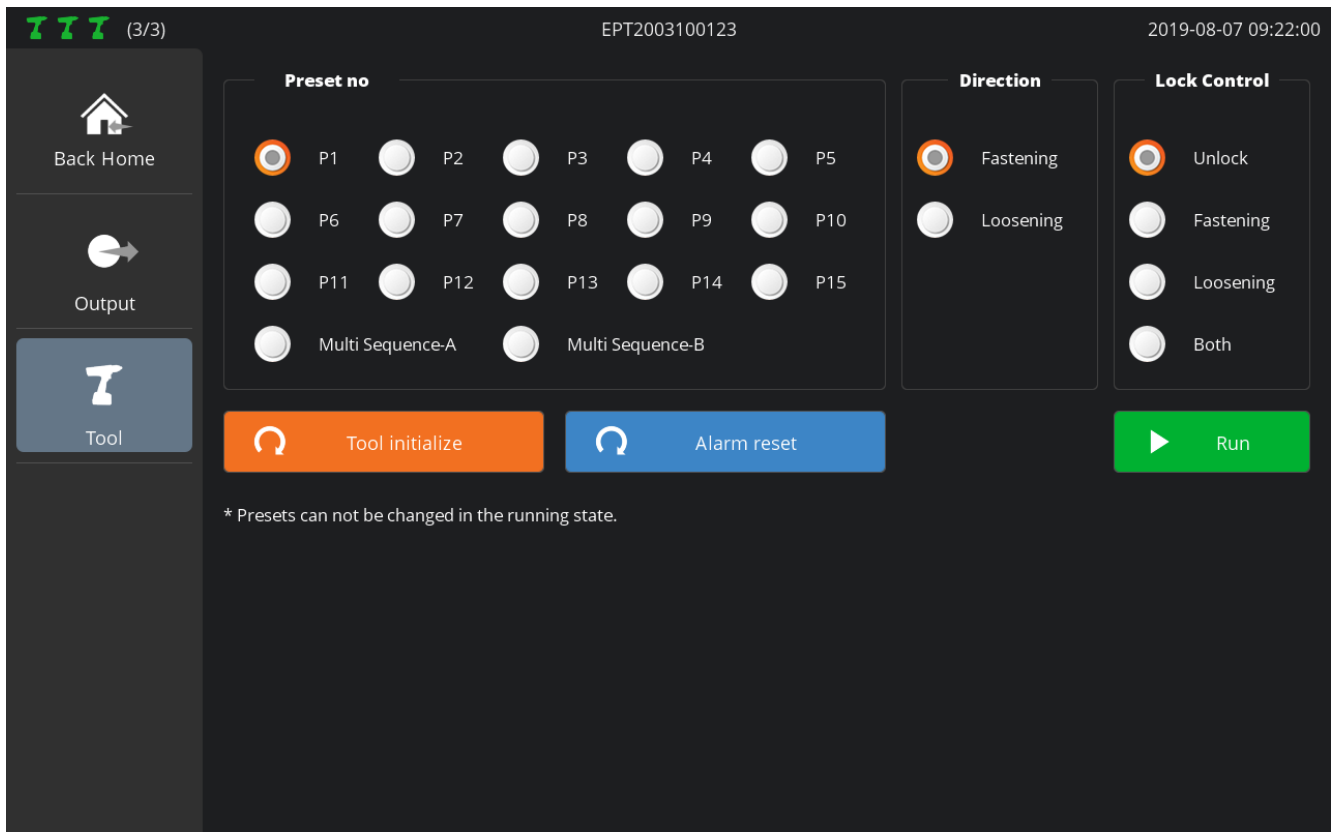 (3/3) EPT2003100123 2019-08-07 09:22:00
Back Home
Output
Tool
Preset no
P1 P2 P3 P4 P5
P6 P7 P8 P9 P10
P11 P12 P13 P14 P15
Multi Sequence-A Multi Sequence-B
Direction
Fastening
Loosening
Lock Control
Unlock
Fastening
Loosening
Both
Tool initialize Alarm reset Run
* Presets can not be changed in the running state.